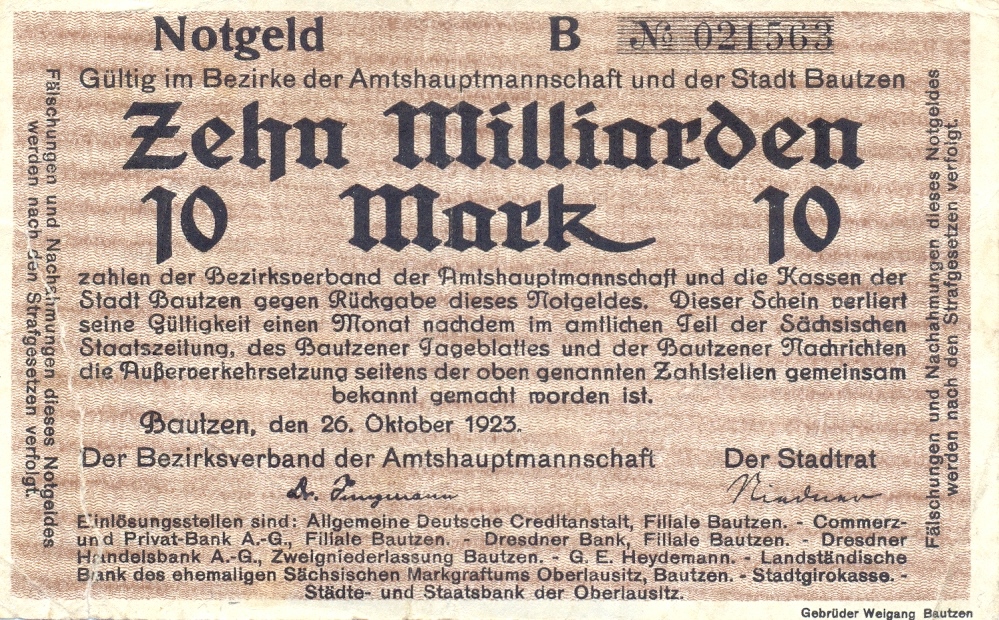 Notgeld B № 021563
Gültig im Bezirke der Amtshauptmannschaft und der Stadt Bautzen
Zehn Milliarden
10 Mark 10
zahlen der Bezirksverband der Amtshauptmannschaft und die Kassen der
Stadt Bautzen gegen Rückgabe dieses Notgeldes. Dieser Schein verliert
seine Gültigkeit einen Monat nachdem im amtlichen Teil der Sächsischen
Staatszeitung, des Bautzener Tageblattes und der Bautzener Nachrichten
die Außerverkehrsetzung seitens der oben genannten Zahlstellen gemeinsam
bekannt gemacht worden ist.
Bautzen, den 26. Oktober 1923.
Der Bezirksverband der Amtshauptmannschaft Der Stadtrat
Dr. Jungmann Niedner
Einlösungsstellen sind: Allgemeine Deutsche Creditanstalt, Filiale Bautzen. - Commerz-
und Privat-Bank A.-G., Filiale Bautzen. - Dresdner Bank, Filiale Bautzen. - Dresdner
Handelsbank A.-G., Zweigniederlassung Bautzen. - G. E. Heydemann. - Landständische
Bank des ehemaligen Sächsischen Markgraftums Oberlausitz, Bautzen. - Stadtgirokasse. -
Städte- und Staatsbank der Oberlausitz.
Fälschungen und Nachahmungen dieses Notgeldes
werden nach den Strafgesetzen verfolgt.
Fälschungen und Nachahmungen dieses Notgeldes
werden nach den Strafgesetzen verfolgt.
Gebrüder Weigang Bautzen